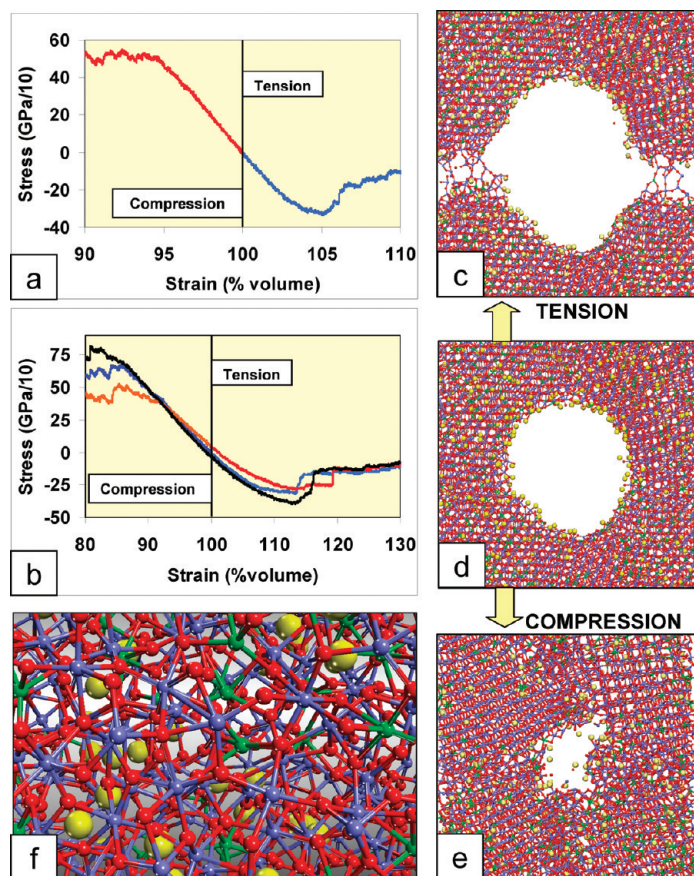 60
40
20
0
-20
-40
Stress (GPa/10)
Tension
Compression
90 95 100 105 110
Strain (% volume)
a
75
50
25
0
-25
-50
Stress (GPa/10)
Tension
Compression
80 90 100 110 120 130
Strain (%volume)
b
c
TENSION
d
COMPRESSION
e
f